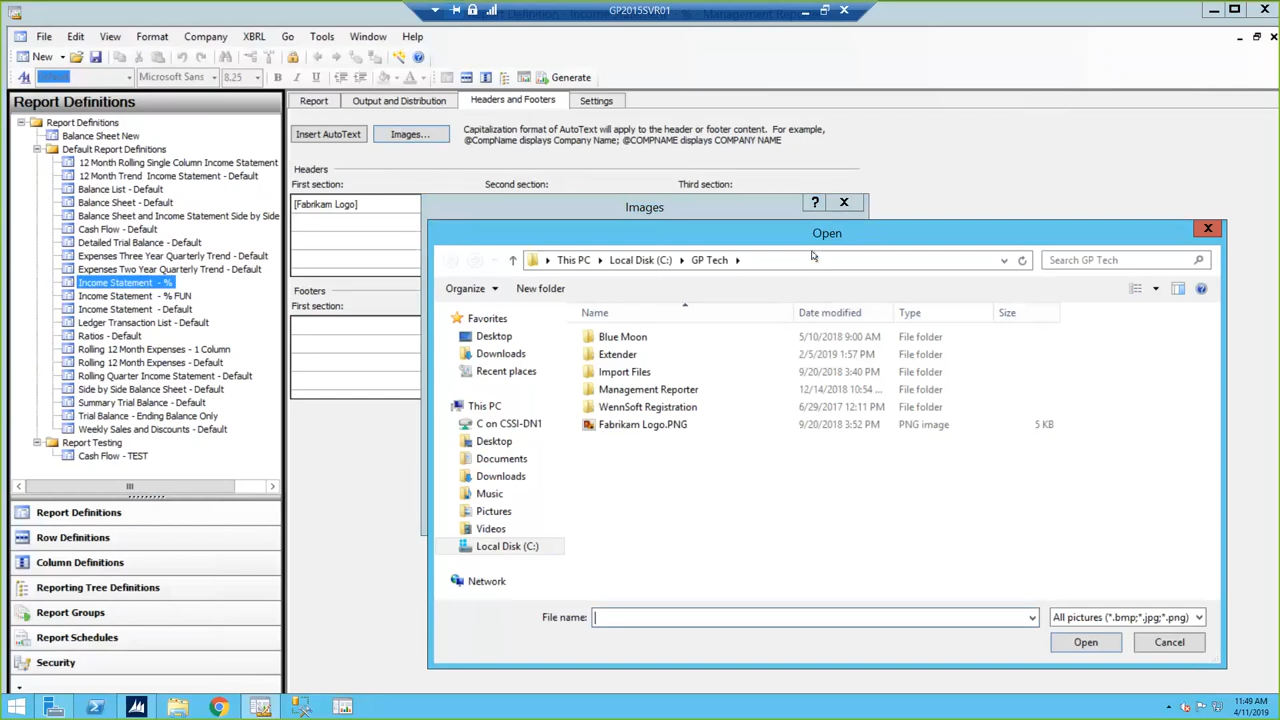 GP2015SVR01
Report Definition - Income Statement - % - Management Reporter
File Edit View Format Company XBRL Go Tools Window Help
New
Microsoft Sans 8.25 B I U A Generate
Report Definitions
Report Output and Distribution Headers and Footers Settings
Report Definitions
Balance Sheet New
Default Report Definitions
12 Month Rolling Single Column Income Statement
12 Month Trend Income Statement - Default
Balance List - Default
Balance Sheet - Default
Balance Sheet and Income Statement Side by Side
Cash Flow - Default
Detailed Trial Balance - Default
Expenses Three Year Quarterly Trend - Default
Expenses Two Year Quarterly Trend - Default
Income Statement - %
Income Statement - % FUN
Income Statement - Default
Ledger Transaction List - Default
Ratios - Default
Rolling 12 Month Expenses - 1 Column
Rolling 12 Month Expenses - Default
Rolling Quarter Income Statement - Default
Side by Side Balance Sheet - Default
Summary Trial Balance - Default
Trial Balance - Ending Balance Only
Weekly Sales and Discounts - Default
Report Testing
Cash Flow - TEST
Report Definitions
Row Definitions
Column Definitions
Reporting Tree Definitions
Report Groups
Report Schedules
Security
Insert AutoText Images...
Capitalization format of AutoText will apply to the header or footer content. For example,
@CompName displays Company Name; @COMPNAME displays COMPANY NAME
Headers
First section: Second section: Third section:
[Fabrikam Logo]
Footers
First section:
Images
Open
This PC Local Disk (C:) GP Tech
Search GP Tech
Organize New folder
Favorites
Desktop
Downloads
Recent places
This PC
C on CSSI-DN1
Desktop
Documents
Downloads
Music
Pictures
Videos
Local Disk (C:)
Network
Name Date modified Type Size
Blue Moon 5/10/2018 9:00 AM File folder
Extender 2/5/2019 1:57 PM File folder
Import Files 9/20/2018 3:40 PM File folder
Management Reporter 12/14/2018 10:54 ... File folder
WennSoft Registration 6/29/2017 12:11 PM File folder
Fabrikam Logo.PNG 9/20/2018 3:52 PM PNG image 5 KB
File name: All pictures (*.bmp;*.jpg;*.png)
Open Cancel
11:49 AM
4/11/2019